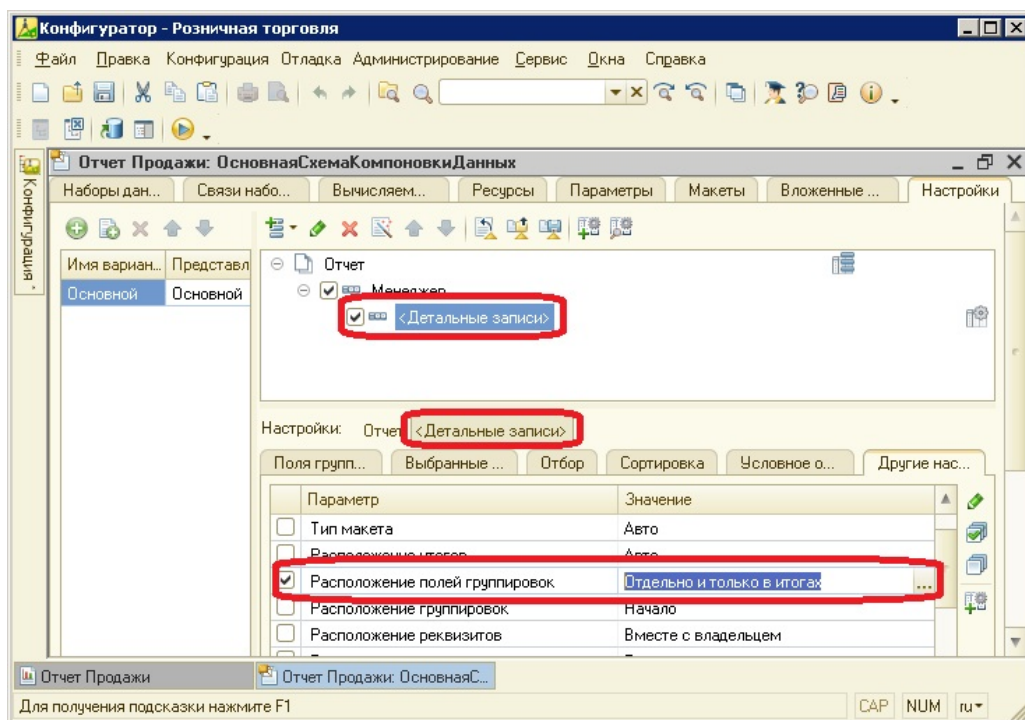 Конфигуратор - Розничная торговля
Файл Правка Конфигурация Отладка Администрирование Сервис Окна Справка
Отчет Продажи: ОсновнаяСхемаКомпоновкиДанных
Конфигурация
Наборы дан... Связи набо... Вычисляем... Ресурсы Параметры Макеты Вложенные ... Настройки
Имя вариан... Представл
Основной Основной
Отчет
Менеджер
<Детальные записи>
Настройки: Отчет <Детальные записи>
Поля групп... Выбранные ... Отбор Сортировка Условное о... Другие нас...
Параметр Значение
Тип макета Авто
Расположение итогов Авто
Расположение полей группировок Отдельно и только в итогах ...
Расположение группировок Начало
Расположение реквизитов Вместе с владельцем
Отчет Продажи Отчет Продажи: ОсновнаяС...
Для получения подсказки нажмите F1 CAP NUM ru